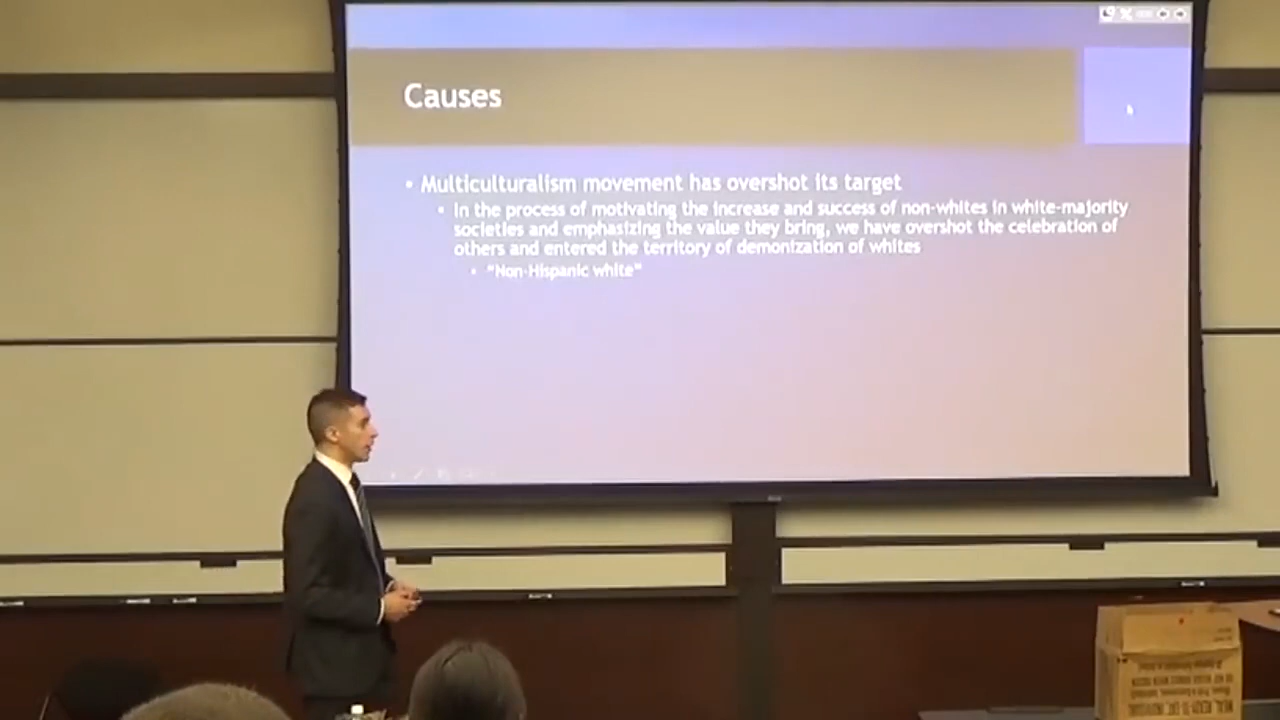 Causes
• Multiculturalism movement has overshot its target
• In the process of motivating the increase and success of non-whites in white-majority
societies and emphasizing the value they bring, we have overshot the celebration of
others and entered the territory of demonization of whites
• "Non-Hispanic white"